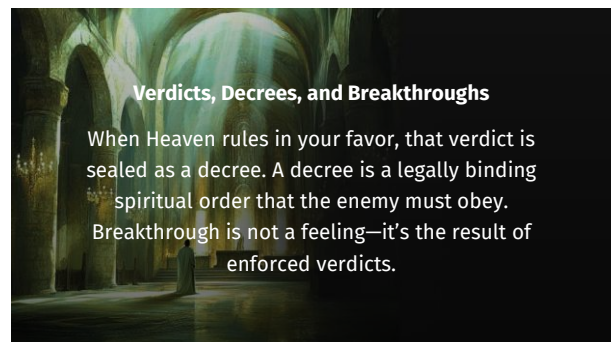 Verdicts, Decrees, and Breakthroughs
When Heaven rules in your favor, that verdict is
sealed as a decree. A decree is a legally binding
spiritual order that the enemy must obey.
Breakthrough is not a feeling—it’s the result of
enforced verdicts.